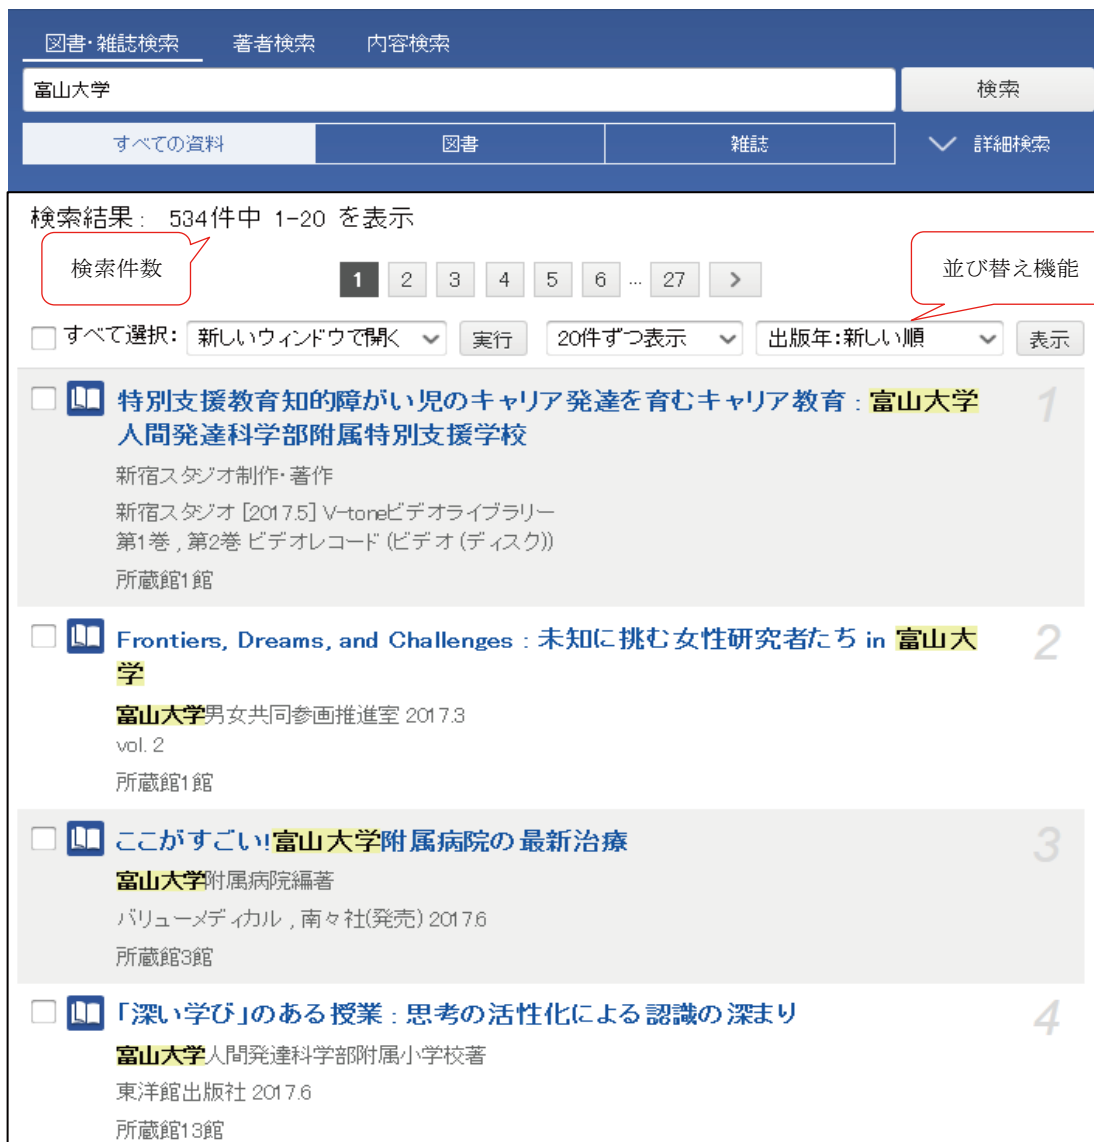 図書・雑誌検索 著者検索 内容検索
富山大学 検索
すべての資料 図書 雑誌 詳細検索
検索結果: 534件中 1-20 を表示
検索件数
1 2 3 4 5 6 ... 27 >
並び替え機能
すべて選択: 新しいウィンドウで開く 実行 20件ずつ表示 出版年:新しい順 表示
特別支援教育知的障がい児のキャリア発達を育むキャリア教育 : 富山大学 1
人間発達科学部附属特別支援学校
新宿スタジオ制作・著作
新宿スタジオ [2017.5] V-toneビデオライブラリー
第1巻 , 第2巻 ビデオレコード (ビデオ (ディスク))
所蔵館1館
Frontiers, Dreams, and Challenges : 未知に挑む女性研究者たち in 富山大 2
学
富山大学男女共同参画推進室 2017.3
vol. 2
所蔵館1館
ここがすごい!富山大学附属病院の最新治療 3
富山大学附属病院編著
バリューメディカル , 南々社(発売) 2017.6
所蔵館3館
「深い学び」のある授業 : 思考の活性化による認識の深まり 4
富山大学人間発達科学部附属小学校著
東洋館出版社 2017.6
所蔵館13館